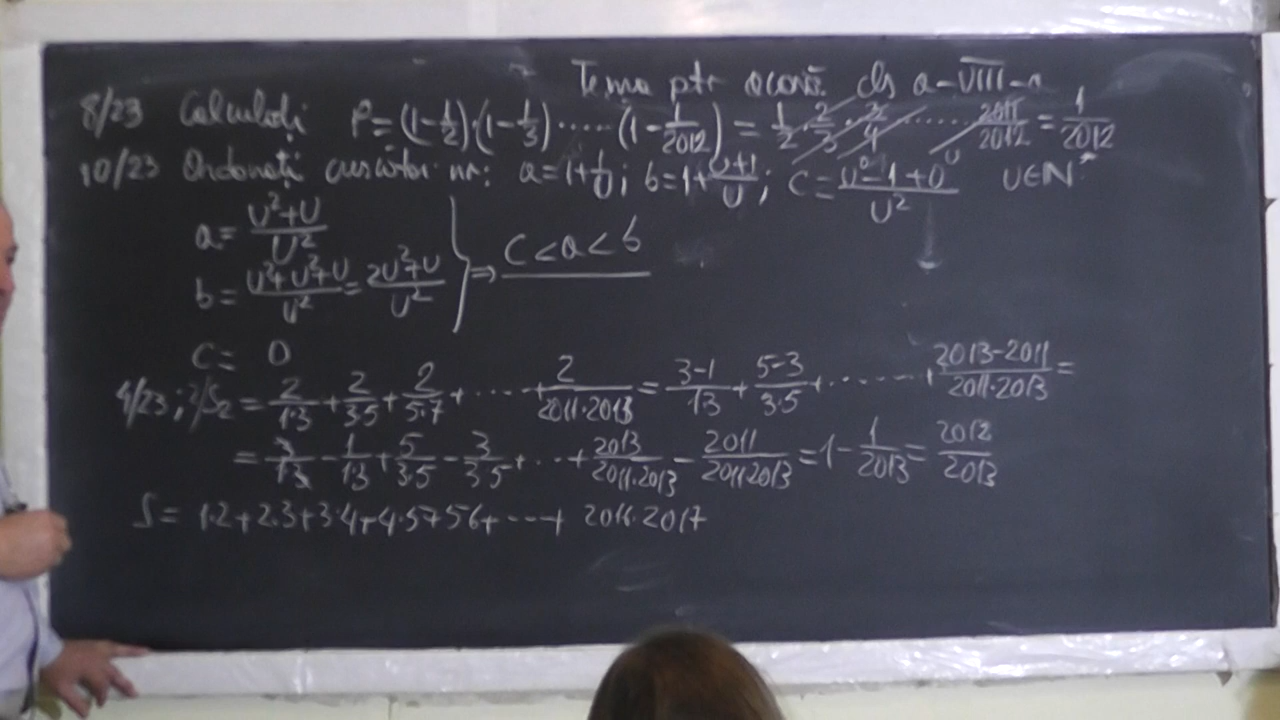 Tema ptr acasă cls a-VIII-a
8/23 Calculați P=(1-1/2)·(1-1/3)·....·(1-1/2012)=1/2·2/3·3/4·......·2011/2012=1/2012
10/23 Ordonați crescător nr: a=1+1/U; b=1+U+1/U; c=U⁰-1+0^U/U² U∈N*
a=U²+U/U²
b=U²+U²+U/U²=2U²+U/U² ⇒ C<a<b
C= 0
4/23; 2/S₂=2/1·3+2/3·5+2/5·7+....+2/2011·2013=3-1/1·3+5-3/3·5+.......+2013-2011/2011·2013=
=3/1·3-1/1·3+5/3·5-3/3·5+...+2013/2011·2013-2011/2011·2013=1-1/2013=2012/2013
S=1·2+2·3+3·4+4·5+5·6+....+2016·2017